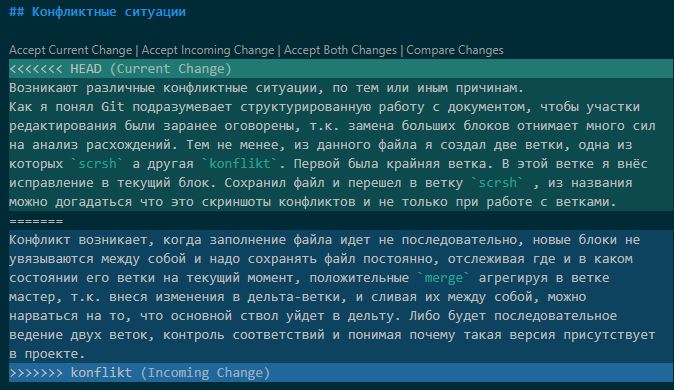 ## Конфликтные ситуации
Accept Current Change | Accept Incoming Change | Accept Both Changes | Compare Changes
<<<<<<< HEAD (Current Change)
Возникают различные конфликтные ситуации, по тем или иным причинам.
Как я понял Git подразумевает структурированную работу с документом, чтобы участки
редактирования были заранее оговорены, т.к. замена больших блоков отнимает много сил
на анализ расхождений. Тем не менее, из данного файла я создал две ветки, одна из
которых `scrsh` а другая `konflikt`. Первой была крайняя ветка. В этой ветке я внёс
исправление в текущий блок. Сохранил файл и перешел в ветку `scrsh` , из названия
можно догадаться что это скриншоты конфликтов и не только при работе с ветками.
=======
Конфликт возникает, когда заполнение файла идет не последовательно, новые блоки не
увязываются между собой и надо сохранять файл постоянно, отслеживая где и в каком
состоянии его ветки на текущий момент, положительные `merge` агрегируя в ветке
мастер, т.к. внеся изменения в дельта-ветки, и сливая их между собой, можно
нарваться на то, что основной ствол уйдет в дельту. Либо будет последовательное
ведение двух веток, контроль соответствий и понимая почему такая версия присутствует
в проекте.
>>>>>>> konflikt (Incoming Change)